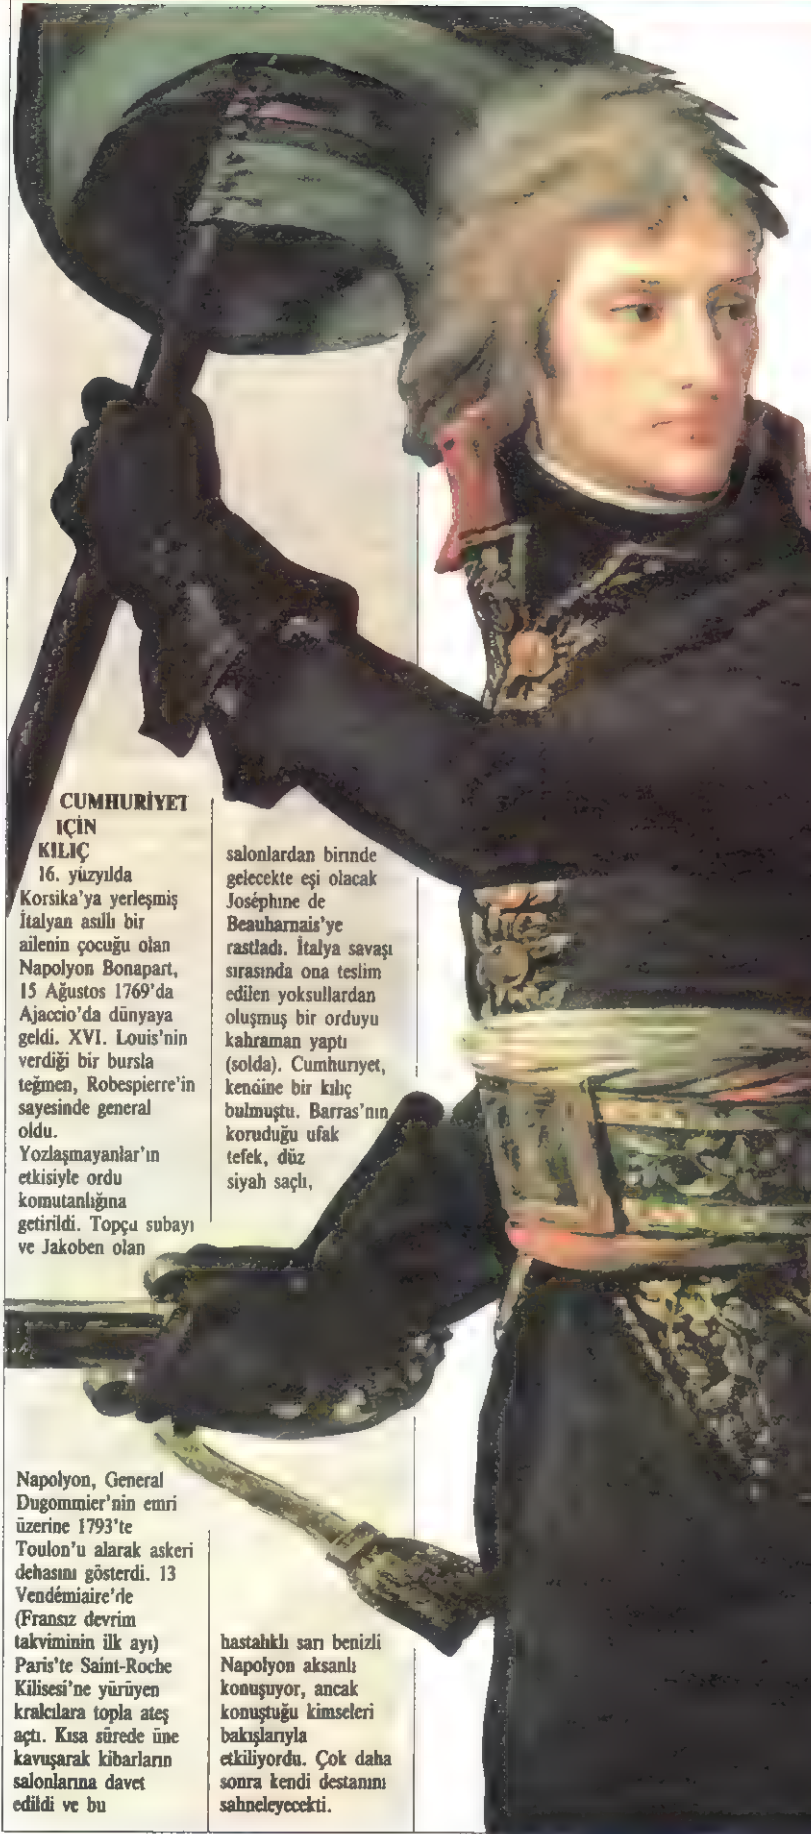 CUMHURİYET
IÇİN
KILIÇ
16. yüzyılda
Korsika'ya yerleşmiş
İtalyan asıllı bir
ailenin çocuğu olan
Napolyon Bonapart,
15 Ağustos 1769'da
Ajaccio'da dünyaya
geldi. XVI. Louis'nin
verdiği bir bursla
teğmen, Robespierre'in
sayesinde general
oldu.
Yozlaşmayanlar'ın
etkisiyle ordu
komutanlığına
getirildi. Topçu subayı
ve Jakoben olan
Napolyon, General
Dugommier'nin emri
üzerine 1793'te
Toulon'u alarak askeri
dehasını gösterdi. 13
Vendémiaire'de
(Fransız devrim
takviminin ilk ayı)
Paris'te Saint-Roche
Kilisesi'ne yürüyen
kralcılara topla ateş
açtı. Kısa sürede üne
kavuşarak kibarların
salonlarına davet
edildi ve bu
salonlardan birinde
gelecekte eşi olacak
Joséphine de
Beauharnais'ye
rastladı. İtalya savaşı
sırasında ona teslim
edilen yoksullardan
oluşmuş bir orduyu
kahraman yaptı
(solda). Cumhuriyet,
kendine bir kılıç
bulmuştu. Barras'nın
koruduğu ufak
tefek, düz
siyah saçlı,
hastalıklı sarı benizli
Napolyon aksanlı
konuşuyor, ancak
konuştuğu kimseleri
bakışlarıyla
etkiliyordu. Çok daha
sonra kendi destanını
sahneleyecekti.